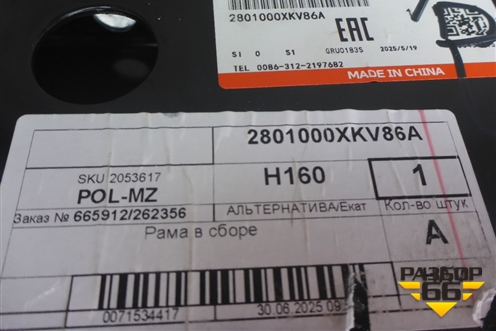 2801000XKV86A
EAC
SI 0 S1 GRUD1835 2025/5/19
TEL 0086-312-2197682
MADE IN CHINA
2801000XKV86A
SKU 2053617
POL-MZ
H160
1
Заказ № 665912/262356
АЛЬТЕРНАТИВА/Екат
Кол-во штук
Рама в сборе
A
0071534417
30.06.2025 09
РАЗБОР
66